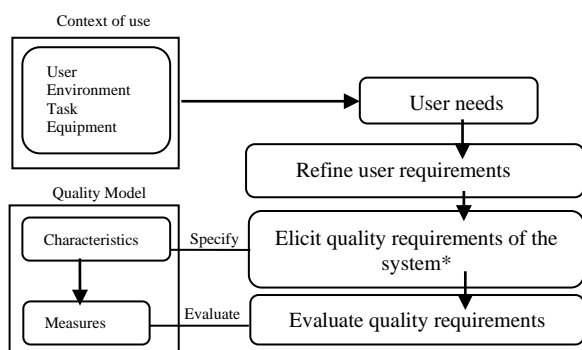 Context of use
User
Environment
Task
Equipment
User needs
Refine user requirements
Quality Model
Characteristics
Specify
Elicit quality requirements of the
system*
Measures
Evaluate
Evaluate quality requirements